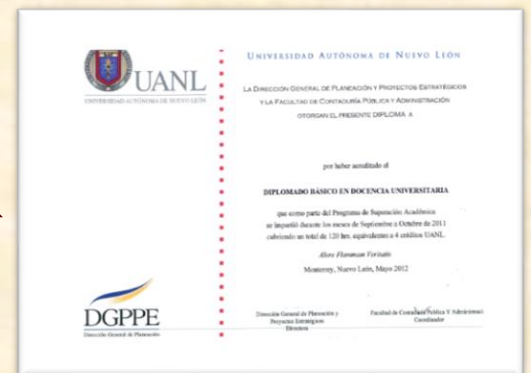 UANL
UNIVERSIDAD AUTÓNOMA DE NUEVO LEÓN
DGPPE
Dirección General de Planeación
UNIVERSIDAD AUTÓNOMA DE NUEVO LEÓN
LA DIRECCIÓN GENERAL DE PLANEACIÓN Y PROYECTOS ESTRATÉGICOS
Y LA FACULTAD DE CONTADURÍA PÚBLICA Y ADMINISTRACIÓN
OTORGAN EL PRESENTE DIPLOMA A
por haber acreditado el
DIPLOMADO BÁSICO EN DOCENCIA UNIVERSITARIA
que como parte del Programa de Superación Académica
se impartió durante los meses de Septiembre a Octubre de 2011
cubriendo un total de 120 hrs. equivalentes a 4 créditos UANL.
Alere Flammam Veritatis
Monterrey, Nuevo León, Mayo 2012
Dirección General de Planeación y
Proyectos Estratégicos
Facultad de Contaduría Pública Y Administración
Coordinador